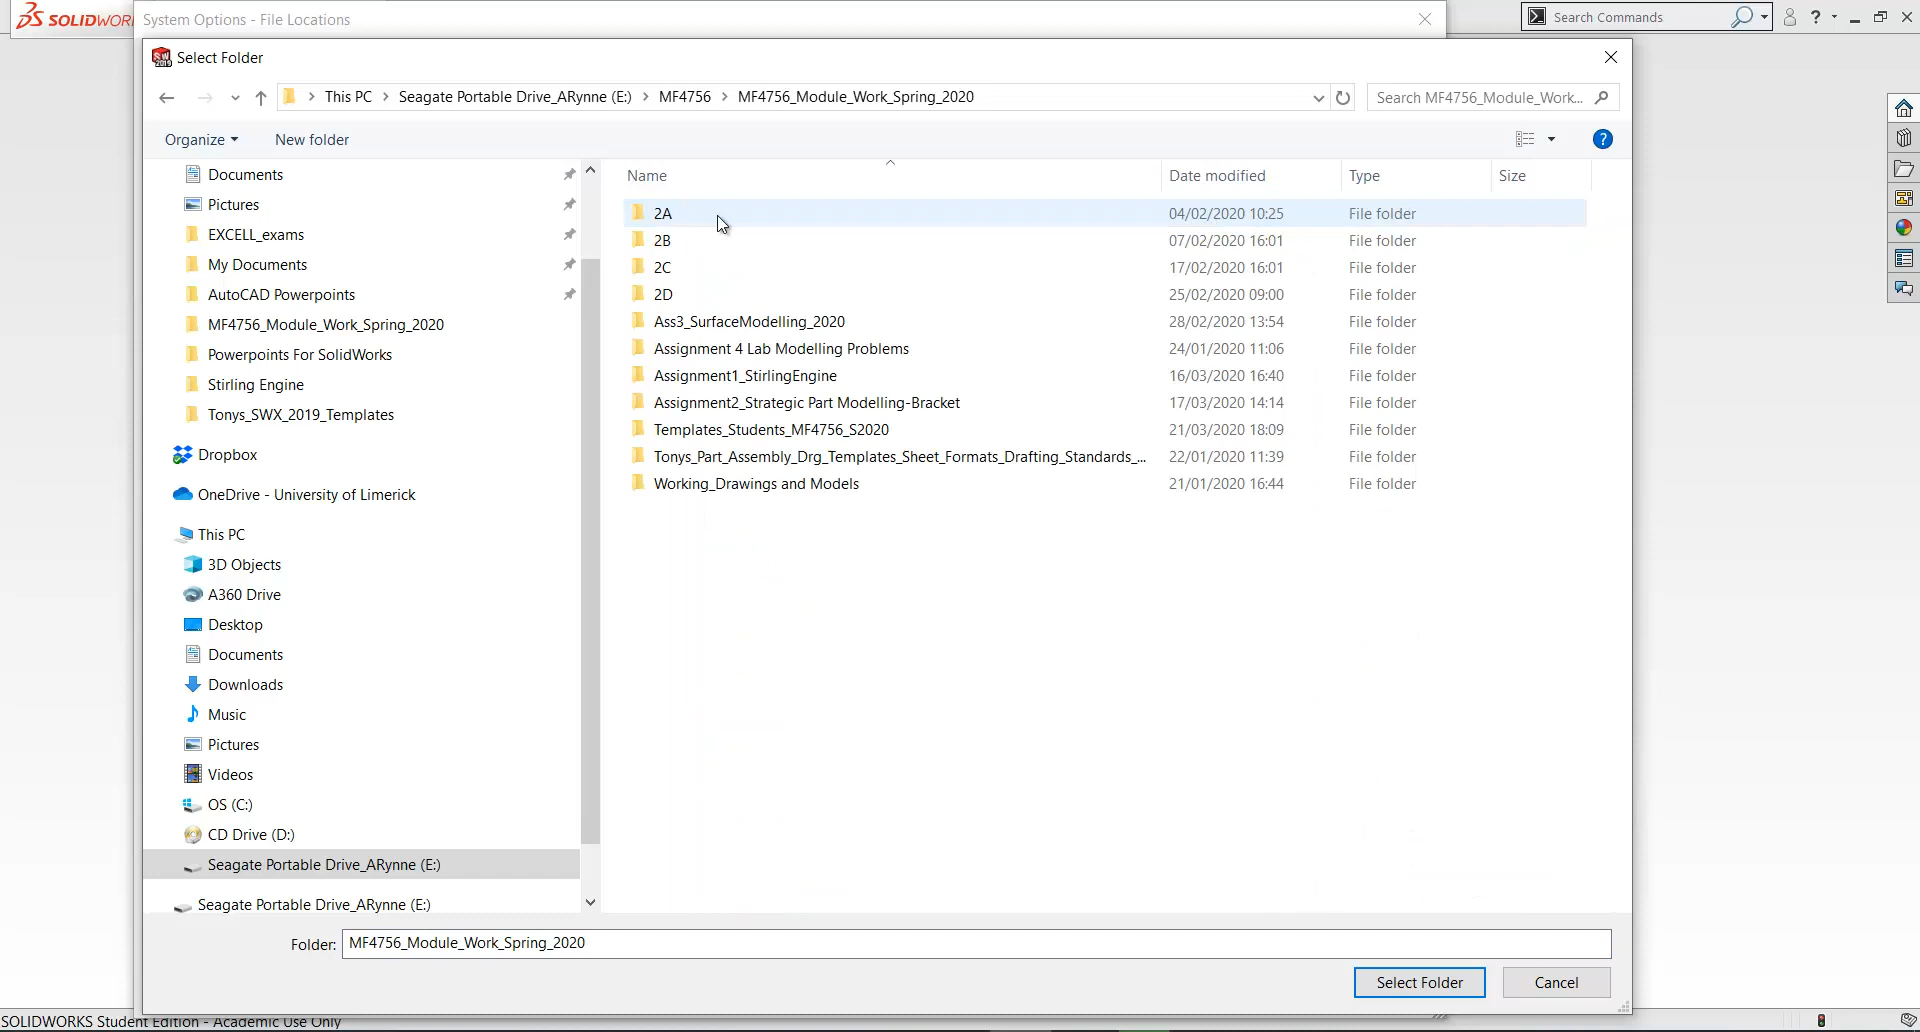 SOLIDWOR
System Options - File Locations
Search Commands
?
Select Folder
This PC > Seagate Portable Drive_ARynne (E:) > MF4756 > MF4756_Module_Work_Spring_2020
Search MF4756_Module_Work...
Organize
New folder
?
Documents
Pictures
EXCELL_exams
My Documents
AutoCAD Powerpoints
MF4756_Module_Work_Spring_2020
Powerpoints For SolidWorks
Stirling Engine
Tonys_SWX_2019_Templates
Dropbox
OneDrive - University of Limerick
This PC
3D Objects
A360 Drive
Desktop
Documents
Downloads
Music
Pictures
Videos
OS (C:)
CD Drive (D:)
Seagate Portable Drive_ARynne (E:)
Seagate Portable Drive_ARynne (E:)
Name Date modified Type Size
2A 04/02/2020 10:25 File folder
2B 07/02/2020 16:01 File folder
2C 17/02/2020 16:01 File folder
2D 25/02/2020 09:00 File folder
Ass3_SurfaceModelling_2020 28/02/2020 13:54 File folder
Assignment 4 Lab Modelling Problems 24/01/2020 11:06 File folder
Assignment1_StirlingEngine 16/03/2020 16:40 File folder
Assignment2_Strategic Part Modelling-Bracket 17/03/2020 14:14 File folder
Templates_Students_MF4756_S2020 21/03/2020 18:09 File folder
Tonys_Part_Assembly_Drg_Templates_Sheet_Formats_Drafting_Standards_... 22/01/2020 11:39 File folder
Working_Drawings and Models 21/01/2020 16:44 File folder
Folder: MF4756_Module_Work_Spring_2020
Select Folder
Cancel
SOLIDWORKS Student Edition - Academic Use Only